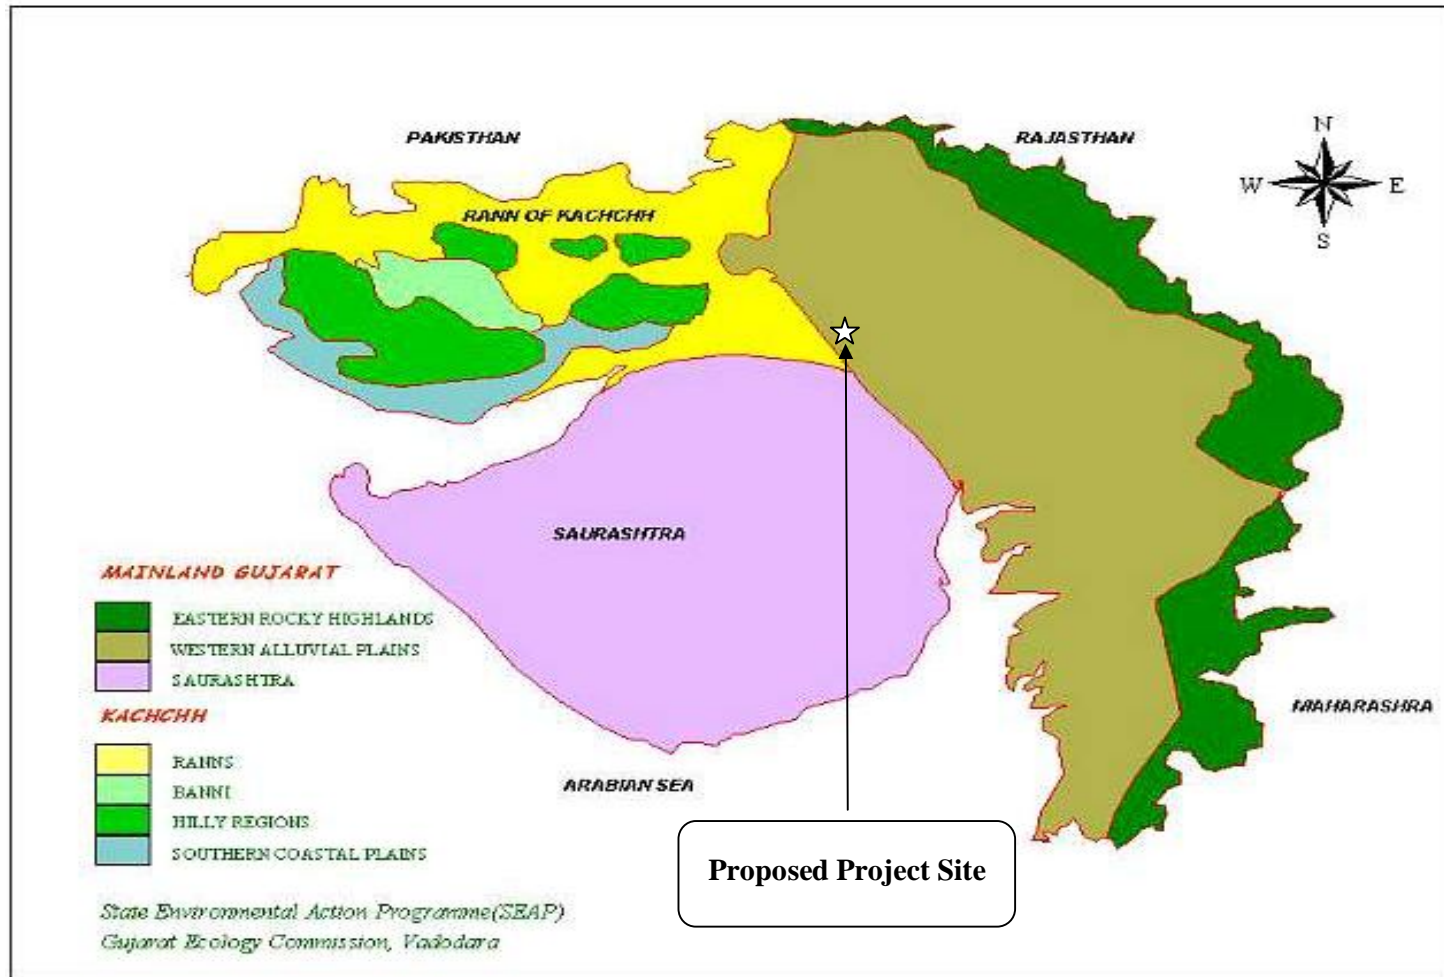 PAKISTHAN
RAJASTHAN
N
W
E
S
RANN OF KACHCHH
SAURASHTRA
MAINLAND GUJARAT
EASTERN ROCKY HIGHLANDS
WESTERN ALLUVIAL PLAINS
SAURASHTRA
KACHCHH
RANNS
BANNI
HILLY REGIONS
SOUTHERN COASTAL PLAINS
MAHARASHRA
ARABIAN SEA
Proposed Project Site
State Environmental Action Programme(SEAP)
Gujarat Ecology Commission, Vadodara